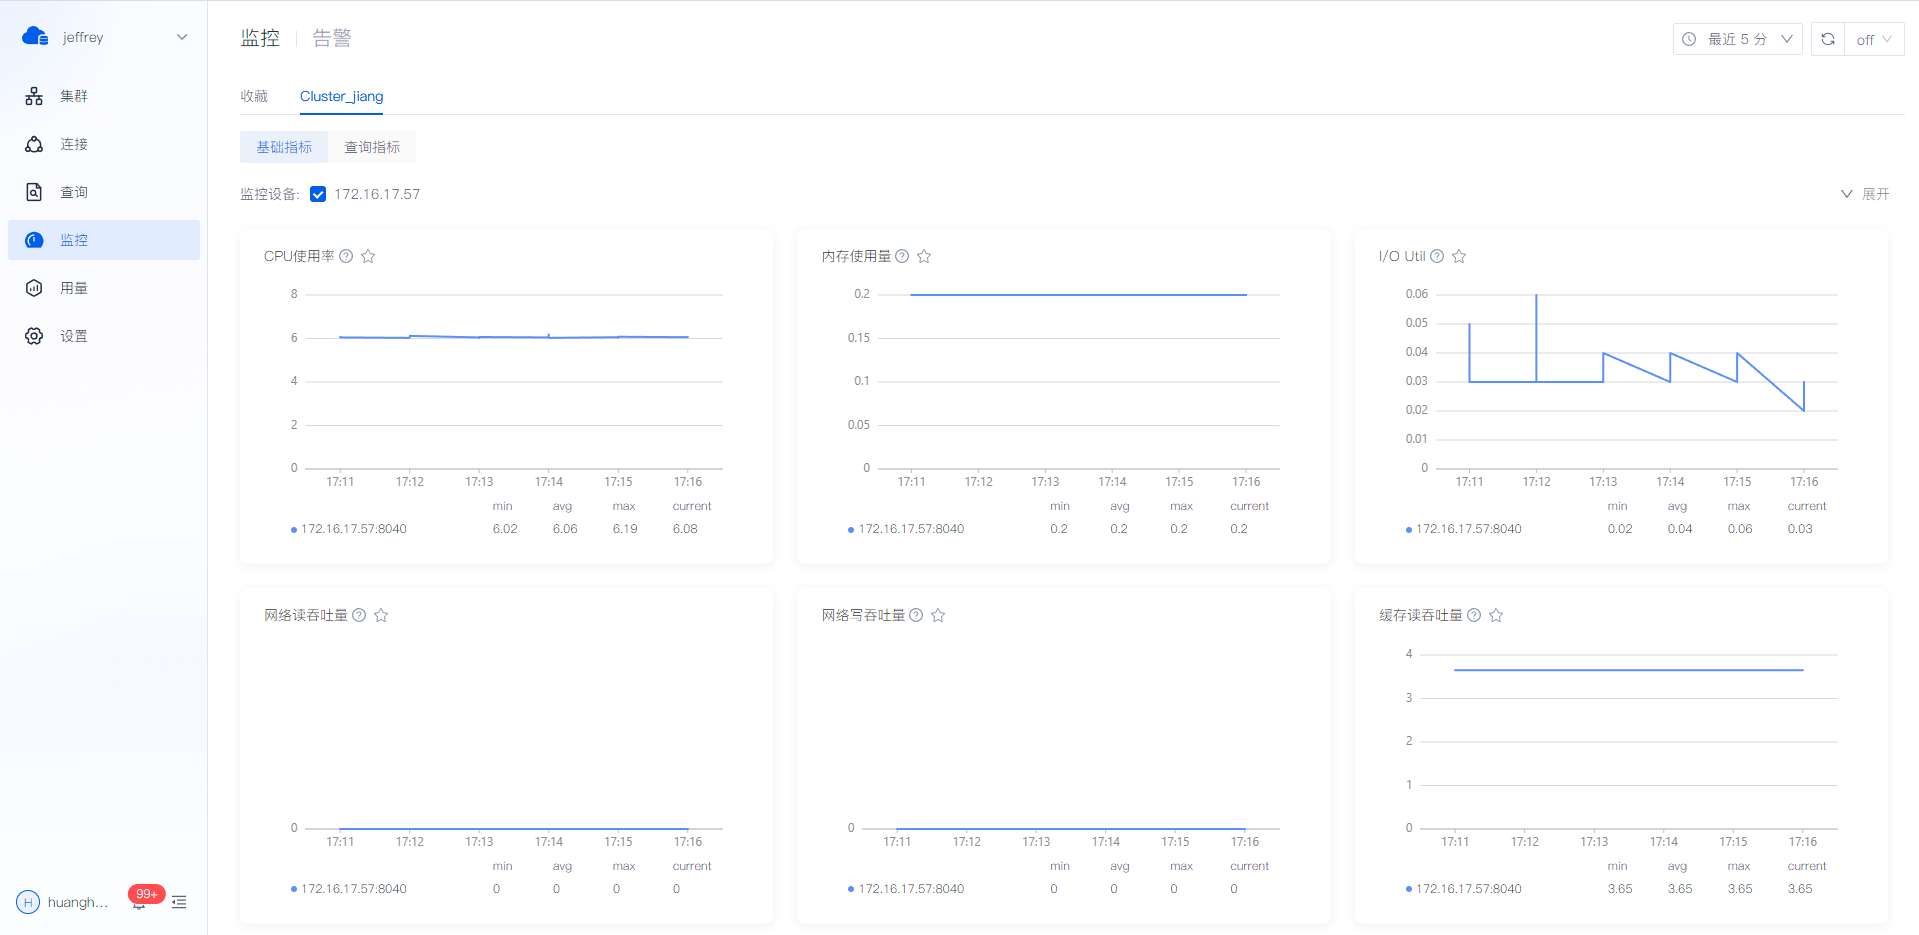 jeffrey
集群
连接
查询
监控
用量
设置
H huangh...
99+
监控 告警
最近 5 分
off
收藏 Cluster_jiang
基础指标 查询指标
监控设备: 172.16.17.57
展开
CPU使用率
8
6
4
2
0
17:11 17:12 17:13 17:14 17:15 17:16
min avg max current
172.16.17.57:8040 6.02 6.06 6.19 6.08
内存使用量
0.2
0.15
0.1
0.05
0
17:11 17:12 17:13 17:14 17:15 17:16
min avg max current
172.16.17.57:8040 0.2 0.2 0.2 0.2
I/O Util
0.06
0.05
0.04
0.03
0.02
0.01
0
17:11 17:12 17:13 17:14 17:15 17:16
min avg max current
172.16.17.57:8040 0.02 0.04 0.06 0.03
网络读吞吐量
0
17:11 17:12 17:13 17:14 17:15 17:16
min avg max current
172.16.17.57:8040 0 0 0 0
网络写吞吐量
0
17:11 17:12 17:13 17:14 17:15 17:16
min avg max current
172.16.17.57:8040 0 0 0 0
缓存读吞吐量
4
3
2
1
0
17:11 17:12 17:13 17:14 17:15 17:16
min avg max current
172.16.17.57:8040 3.65 3.65 3.65 3.65